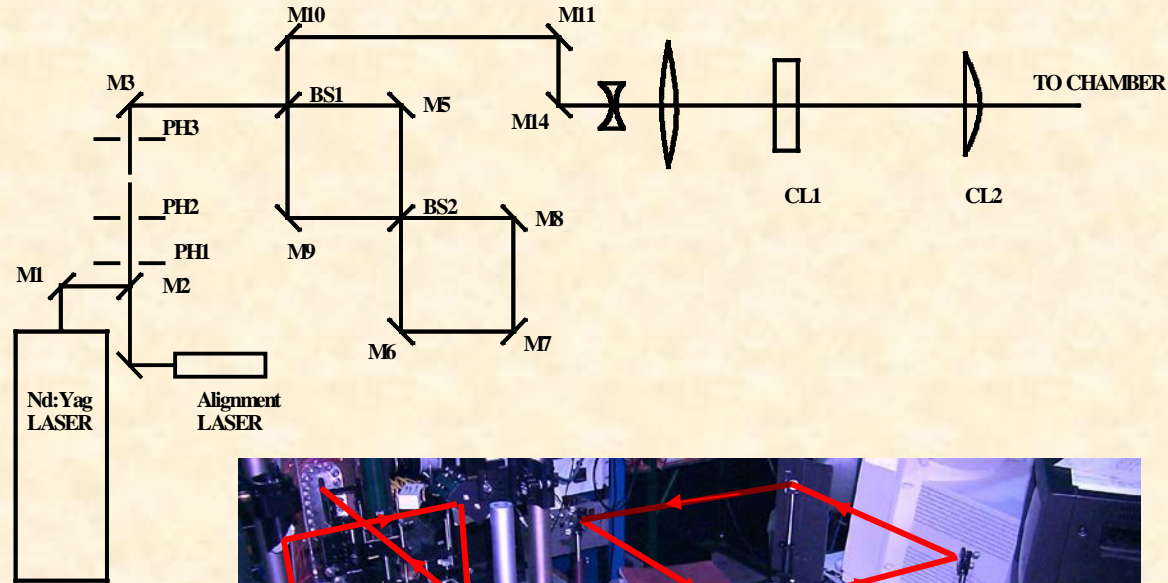 M10
M11
M3
BS1
M5
TO CHAMBER
PH3
M14
CL1
CL2
PH2
BS2
M8
M9
PH1
M1
M2
M6
M7
Nd:Yag
LASER
Alignment
LASER